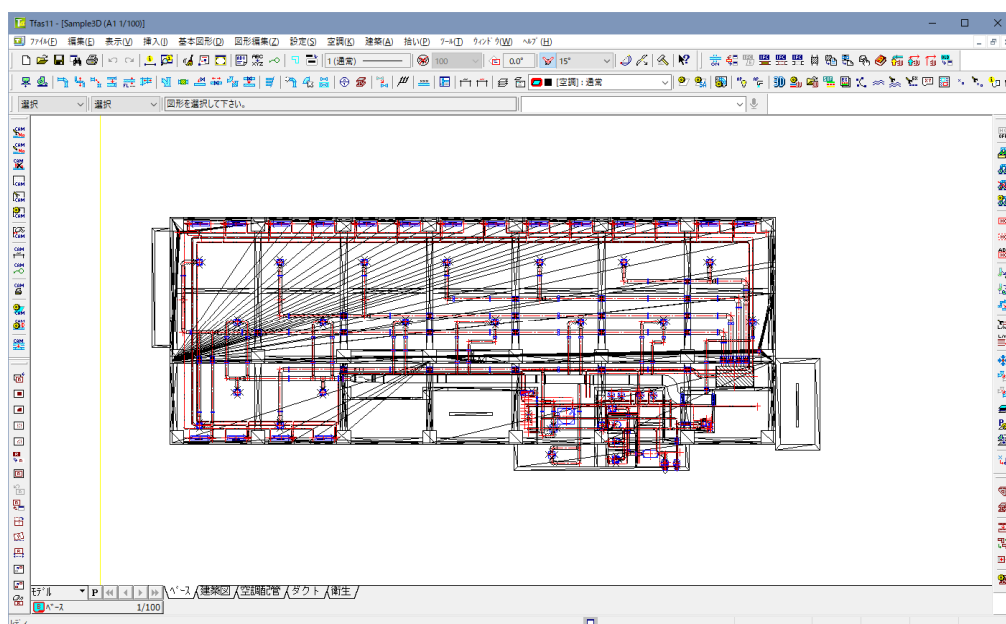 Tfas11 - [Sample3D (A1 1/100)]
ﾌｧｲﾙ(F) 編集(E) 表示(V) 挿入(I) 基本図形(D) 図形編集(Z) 設定(S) 空調(K) 建築(A) 拾い(P) ﾂｰﾙ(T) ｳｨﾝﾄﾞｳ(W) ﾍﾙﾌﾟ(H)
1(通常) 100 0.0° 15°
[空調]:通常 3D
選択 選択 図形を選択して下さい。
ﾓﾃﾞﾙ P ﾍﾞｰｽ 建築図 空調配管 ダクト 衛生
ﾍﾞｰｽ 1/100